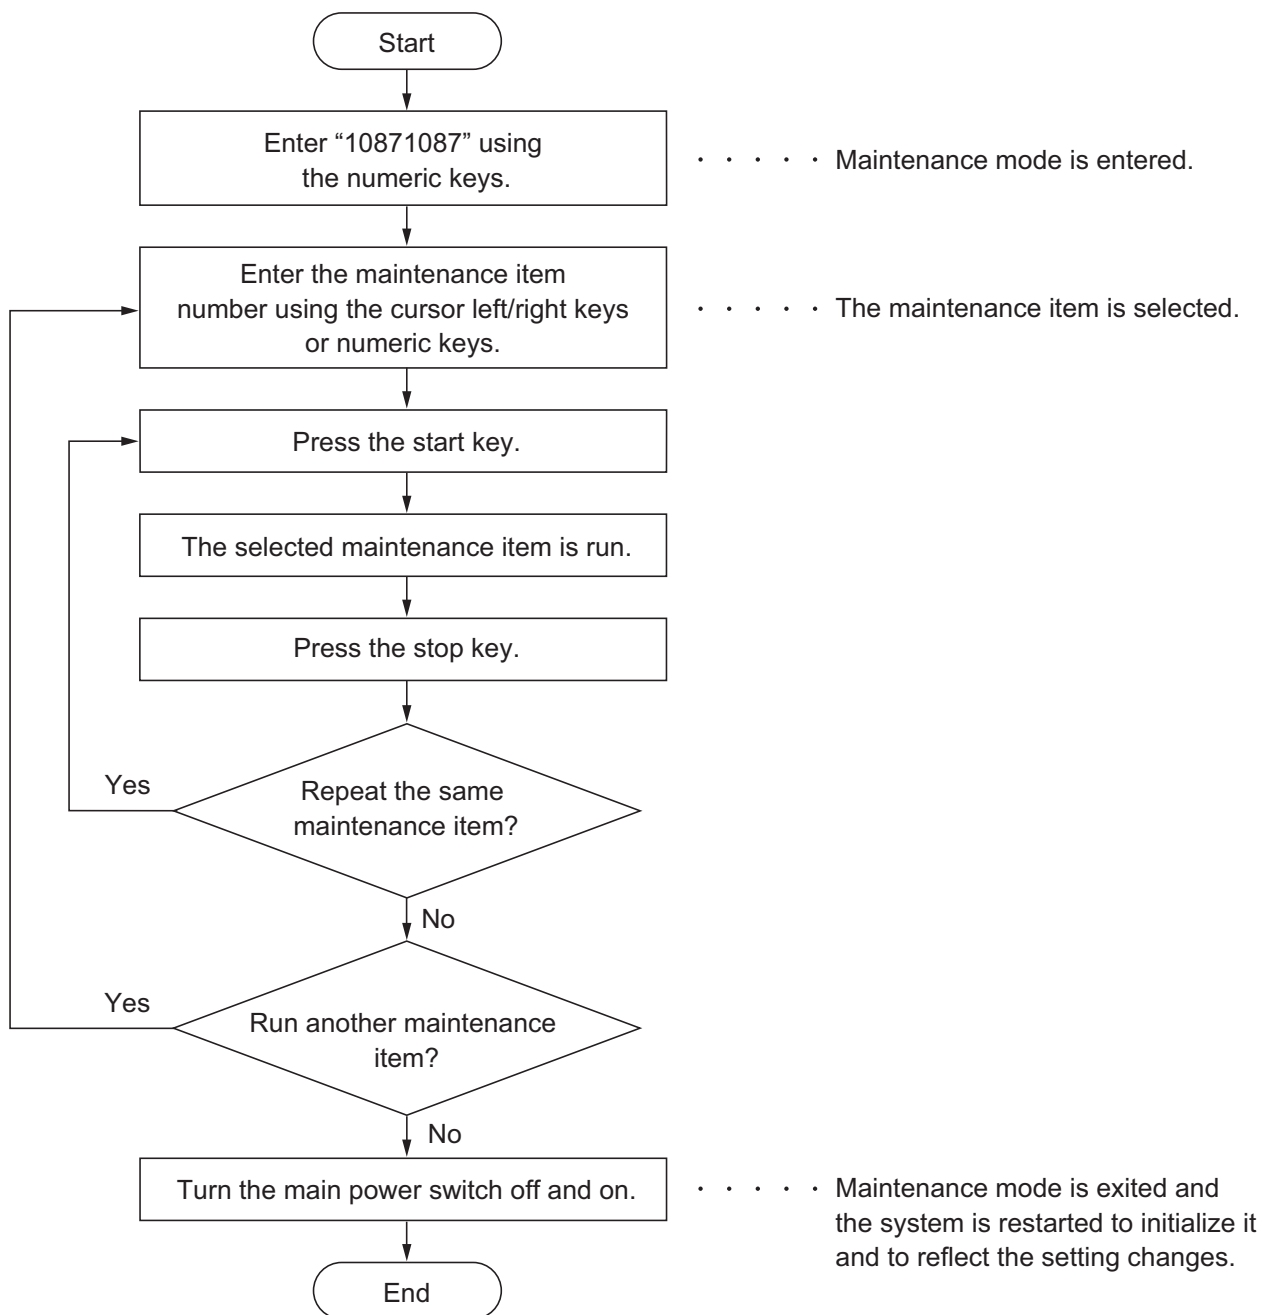 Start
Enter “10871087” using
the numeric keys.
· · · · · Maintenance mode is entered.
Enter the maintenance item
number using the cursor left/right keys
or numeric keys.
· · · · · The maintenance item is selected.
Press the start key.
The selected maintenance item is run.
Press the stop key.
Yes
Repeat the same
maintenance item?
No
Yes
Run another maintenance
item?
No
Turn the main power switch off and on.
· · · · · Maintenance mode is exited and
the system is restarted to initialize it
and to reflect the setting changes.
End